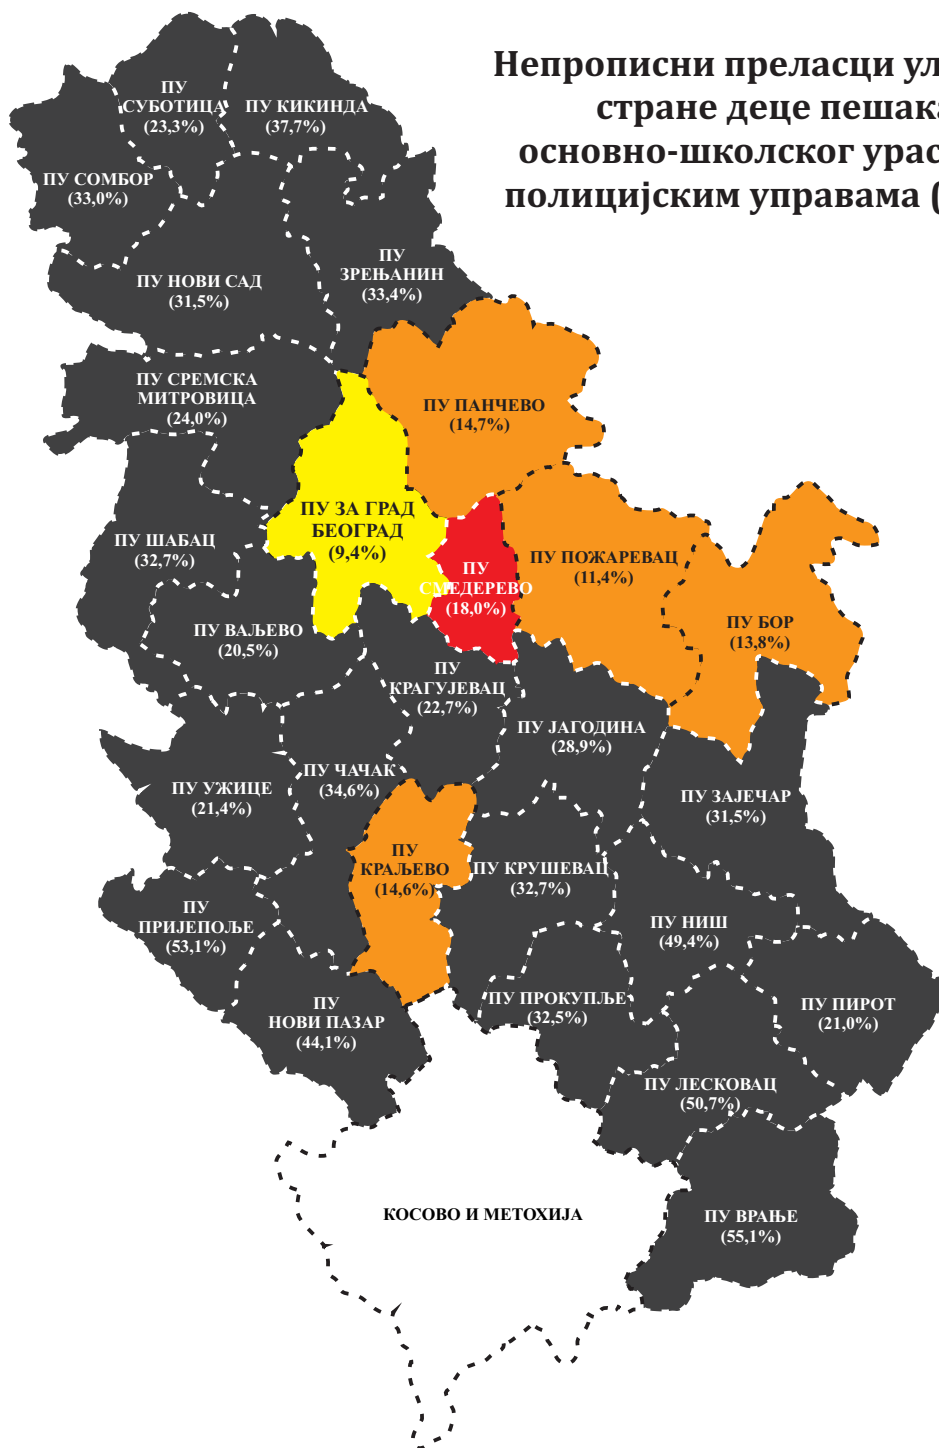 Непрописни преласци
стране деце пешака
основно-школског
полицијским управама (
ПУ
СУБОТИЦА
(23,3%)
ПУ КИКИНДА
(37,7%)
ПУ СОМБОР
(33,0%)
ПУ НОВИ САД
(31,5%)
ПУ
ЗРЕЊАНИН
(33,4%)
ПУ СРЕМСКА
МИТРОВИЦА
(24,0%)
ПУ ПАНЧЕВО
(14,7%)
ПУ ЗА ГРАД
БЕОГРАД
(9,4%)
ПУ ШАБАЦ
(32,7%)
ПУ
СМЕДЕРЕВО
(18,0%)
ПУ ПОЖАРЕВАЦ
(11,4%)
ПУ БОР
(13,8%)
ПУ ВАЉЕВО
(20,5%)
ПУ
КРАГУЈЕВАЦ
(22,7%)
ПУ ЈАГОДИНА
(28,9%)
ПУ УЖИЦЕ
(21,4%)
ПУ ЧАЧАК
(34,6%)
ПУ ЗАЈЕЧАР
(31,5%)
ПУ
КРАЉЕВО
(14,6%)
ПУ КРУШЕВАЦ
(32,7%)
ПУ
ПРИЈЕПОЉЕ
(53,1%)
ПУ НИШ
(49,4%)
ПУ
НОВИ ПАЗАР
(44,1%)
ПУ ПРОКУПЉЕ
(32,5%)
ПУ ПИРОТ
(21,0%)
ПУ ЛЕСКОВАЦ
(50,7%)
КОСОВО И МЕТОХИЈА
ПУ ВРАЊЕ
(55,1%)